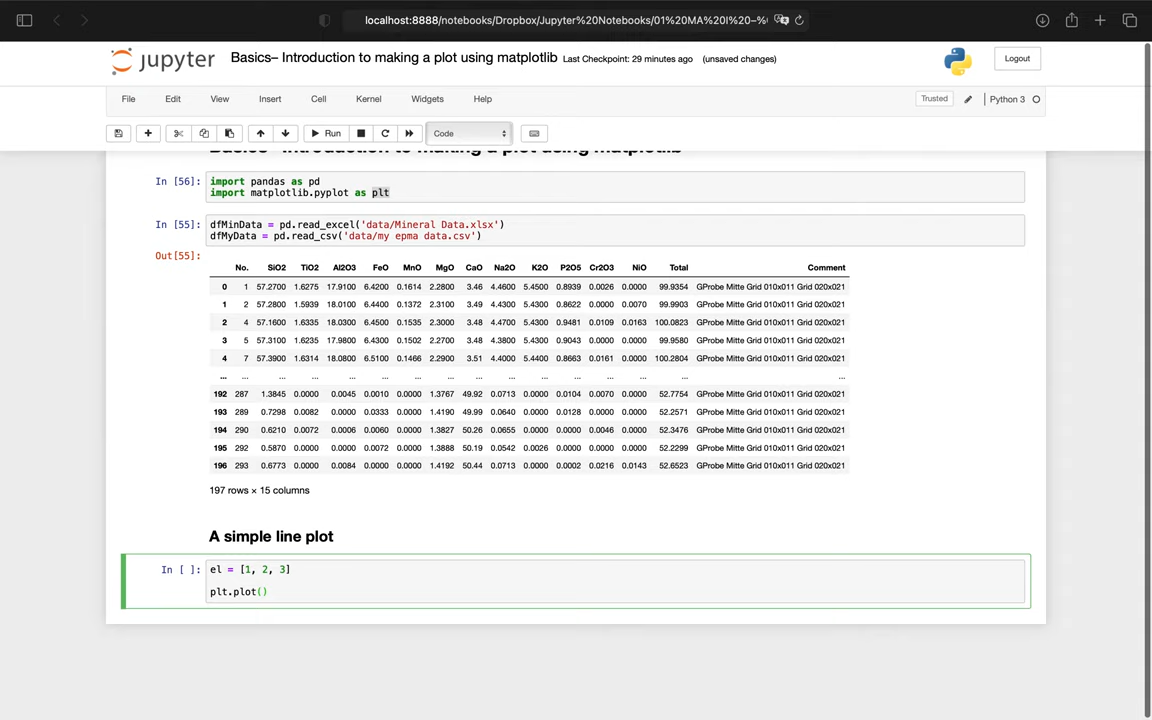 localhost:8888/notebooks/Dropbox/Jupyter%20Notebooks/01%20MA%20I%20–%
jupyter Basics– Introduction to making a plot using matplotlib Last Checkpoint: 29 minutes ago (unsaved changes) Logout
File Edit View Insert Cell Kernel Widgets Help Trusted Python 3
Run Code
Basics– Introduction to making a plot using matplotlib
In [56]: import pandas as pd
import matplotlib.pyplot as plt
In [55]: dfMinData = pd.read_excel('data/Mineral Data.xlsx')
dfMyData = pd.read_csv('data/my epma data.csv')
Out[55]:
No. SiO2 TiO2 Al2O3 FeO MnO MgO CaO Na2O K2O P2O5 Cr2O3 NiO Total Comment
0 1 57.2700 1.6275 17.9100 6.4200 0.1614 2.2800 3.46 4.4600 5.4500 0.8939 0.0026 0.0000 99.9354 GProbe Mitte Grid 010x011 Grid 020x021
1 2 57.2800 1.5939 18.0100 6.4400 0.1372 2.3100 3.49 4.4300 5.4300 0.8622 0.0000 0.0070 99.9903 GProbe Mitte Grid 010x011 Grid 020x021
2 4 57.1600 1.6335 18.0300 6.4500 0.1535 2.3000 3.48 4.4700 5.4300 0.9481 0.0109 0.0163 100.0823 GProbe Mitte Grid 010x011 Grid 020x021
3 5 57.3100 1.6235 17.9800 6.4300 0.1502 2.2700 3.48 4.3800 5.4300 0.9043 0.0000 0.0000 99.9580 GProbe Mitte Grid 010x011 Grid 020x021
4 7 57.3900 1.6314 18.0800 6.5100 0.1466 2.2900 3.51 4.4000 5.4400 0.8663 0.0161 0.0000 100.2804 GProbe Mitte Grid 010x011 Grid 020x021
... ... ... ... ... ... ... ... ... ... ... ... ... ... ... ...
192 287 1.3845 0.0000 0.0045 0.0010 0.0000 1.3767 49.92 0.0713 0.0000 0.0104 0.0070 0.0000 52.7754 GProbe Mitte Grid 010x011 Grid 020x021
193 289 0.7298 0.0082 0.0000 0.0333 0.0000 1.4190 49.99 0.0640 0.0000 0.0128 0.0000 0.0000 52.2571 GProbe Mitte Grid 010x011 Grid 020x021
194 290 0.6210 0.0072 0.0006 0.0060 0.0000 1.3827 50.26 0.0655 0.0000 0.0000 0.0046 0.0000 52.3476 GProbe Mitte Grid 010x011 Grid 020x021
195 292 0.5870 0.0000 0.0000 0.0072 0.0000 1.3888 50.19 0.0542 0.0026 0.0000 0.0000 0.0000 52.2299 GProbe Mitte Grid 010x011 Grid 020x021
196 293 0.6773 0.0000 0.0084 0.0000 0.0000 1.4192 50.44 0.0713 0.0000 0.0002 0.0216 0.0143 52.6523 GProbe Mitte Grid 010x011 Grid 020x021
197 rows × 15 columns
A simple line plot
In [ ]: el = [1, 2, 3]
plt.plot()